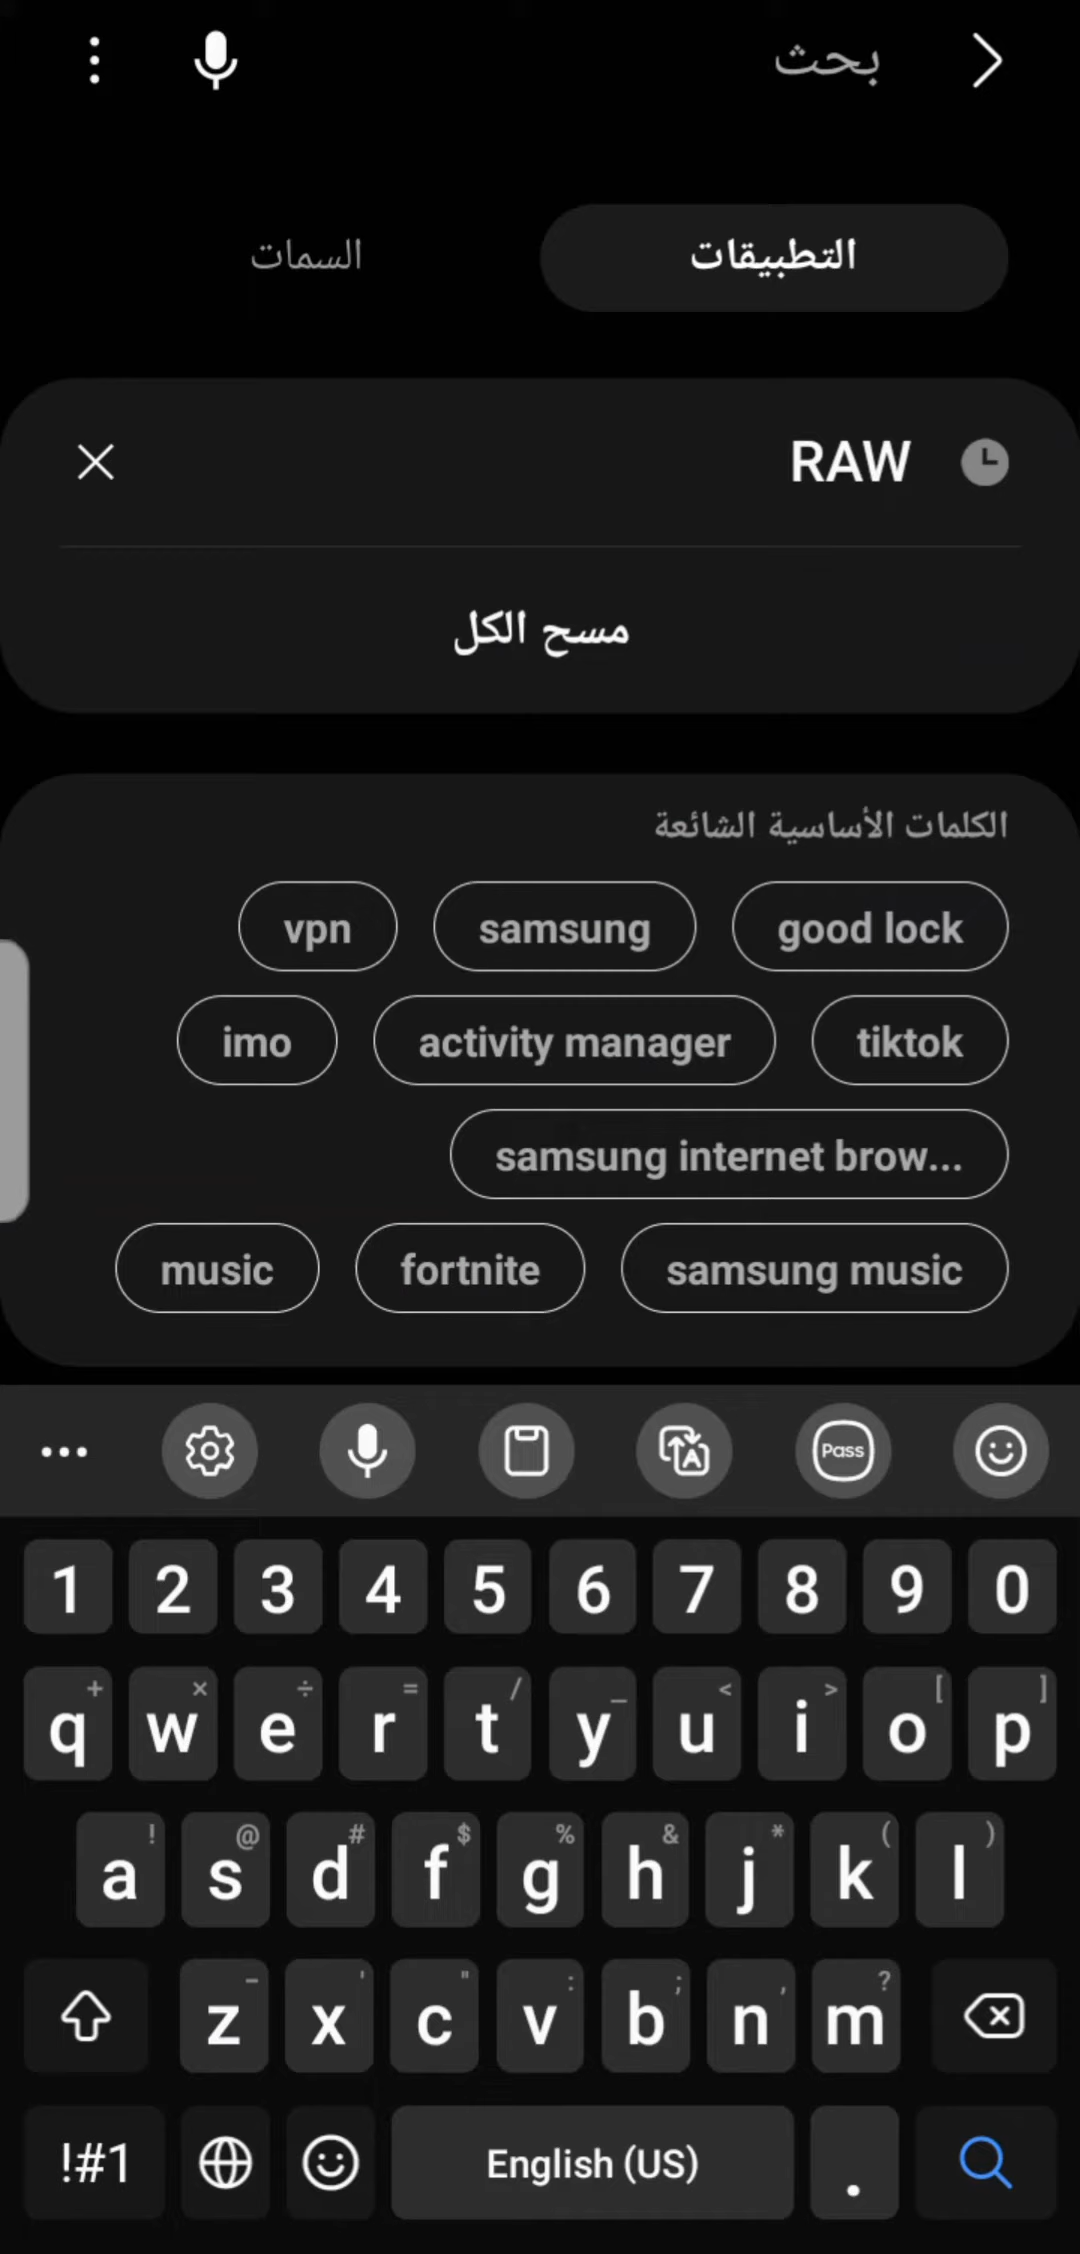 بحث
التطبيقات السمات
RAW
مسح الكل
الكلمات الأساسية الشائعة
good lock samsung vpn
tiktok activity manager imo
samsung internet brow...
samsung music fortnite music
Pass
1 2 3 4 5 6 7 8 9 0
+ × ÷ = / _ < > [ ]
q w e r t y u i o p
! @ # $ % & * ( )
a s d f g h j k l
- ' " : ; , ?
z x c v b n m
!#1 English (US) .